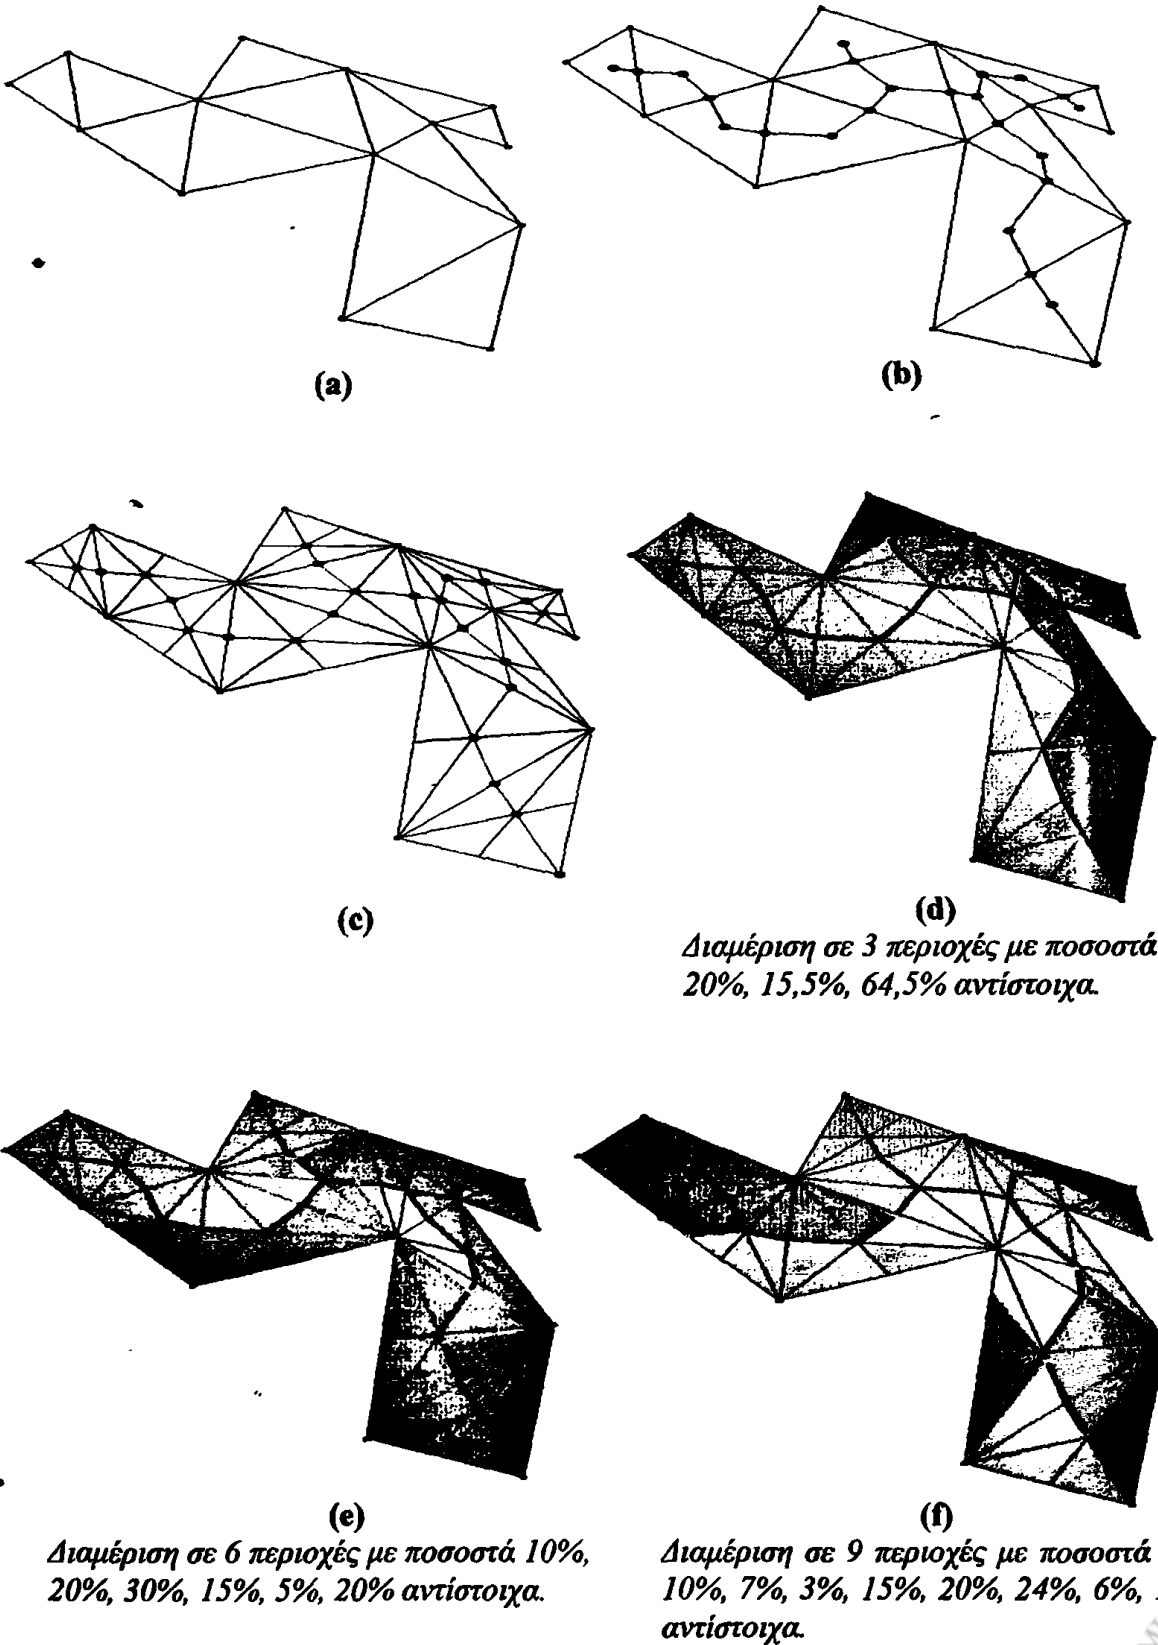 (a)
(b)
(c)
(d)
Διαμέριση σε 3 περιοχές με ποσοστά
20%, 15,5%, 64,5% αντίστοιχα.
(e)
Διαμέριση σε 6 περιοχές με ποσοστά 10%,
20%, 30%, 15%, 5%, 20% αντίστοιχα.
(f)
Διαμέριση σε 9 περιοχές με ποσοστά
10%, 7%, 3%, 15%, 20%, 24%, 6%,
αντίστοιχα.